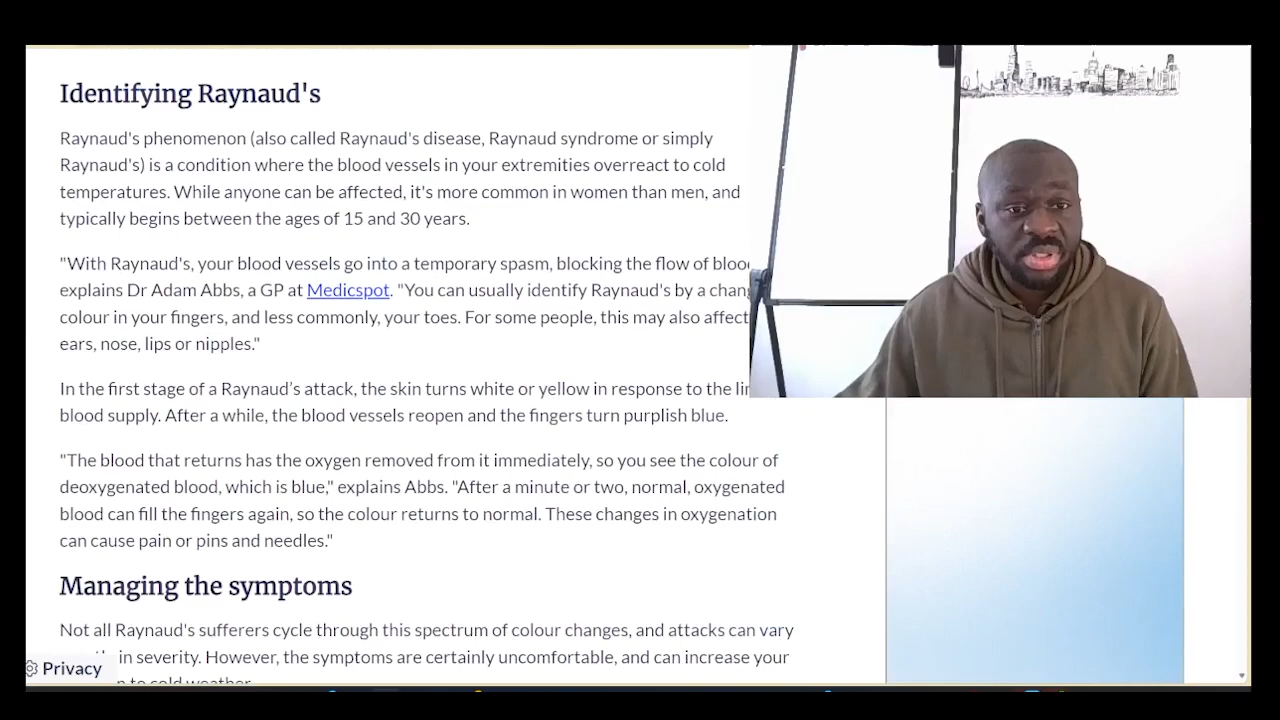 Identifying Raynaud's
Raynaud's phenomenon (also called Raynaud's disease, Raynaud syndrome or simply
Raynaud's) is a condition where the blood vessels in your extremities overreact to cold
temperatures. While anyone can be affected, it's more common in women than men, and
typically begins between the ages of 15 and 30 years.
"With Raynaud's, your blood vessels go into a temporary spasm, blocking the flow of
explains Dr Adam Abbs, a GP at Medicspot. "You can usually identify Raynaud's by a
colour in your fingers, and less commonly, your toes. For some people, this may also affect
ears, nose, lips or nipples."
In the first stage of a Raynaud’s attack, the skin turns white or yellow in response to the
blood supply. After a while, the blood vessels reopen and the fingers turn purplish blue.
"The blood that returns has the oxygen removed from it immediately, so you see the colour of
deoxygenated blood, which is blue," explains Abbs. "After a minute or two, normal, oxygenated
blood can fill the fingers again, so the colour returns to normal. These changes in oxygenation
can cause pain or pins and needles."
Managing the symptoms
Not all Raynaud's sufferers cycle through this spectrum of colour changes, and attacks can vary
in severity. However, the symptoms are certainly uncomfortable, and can increase your
Privacy
to cold weather.